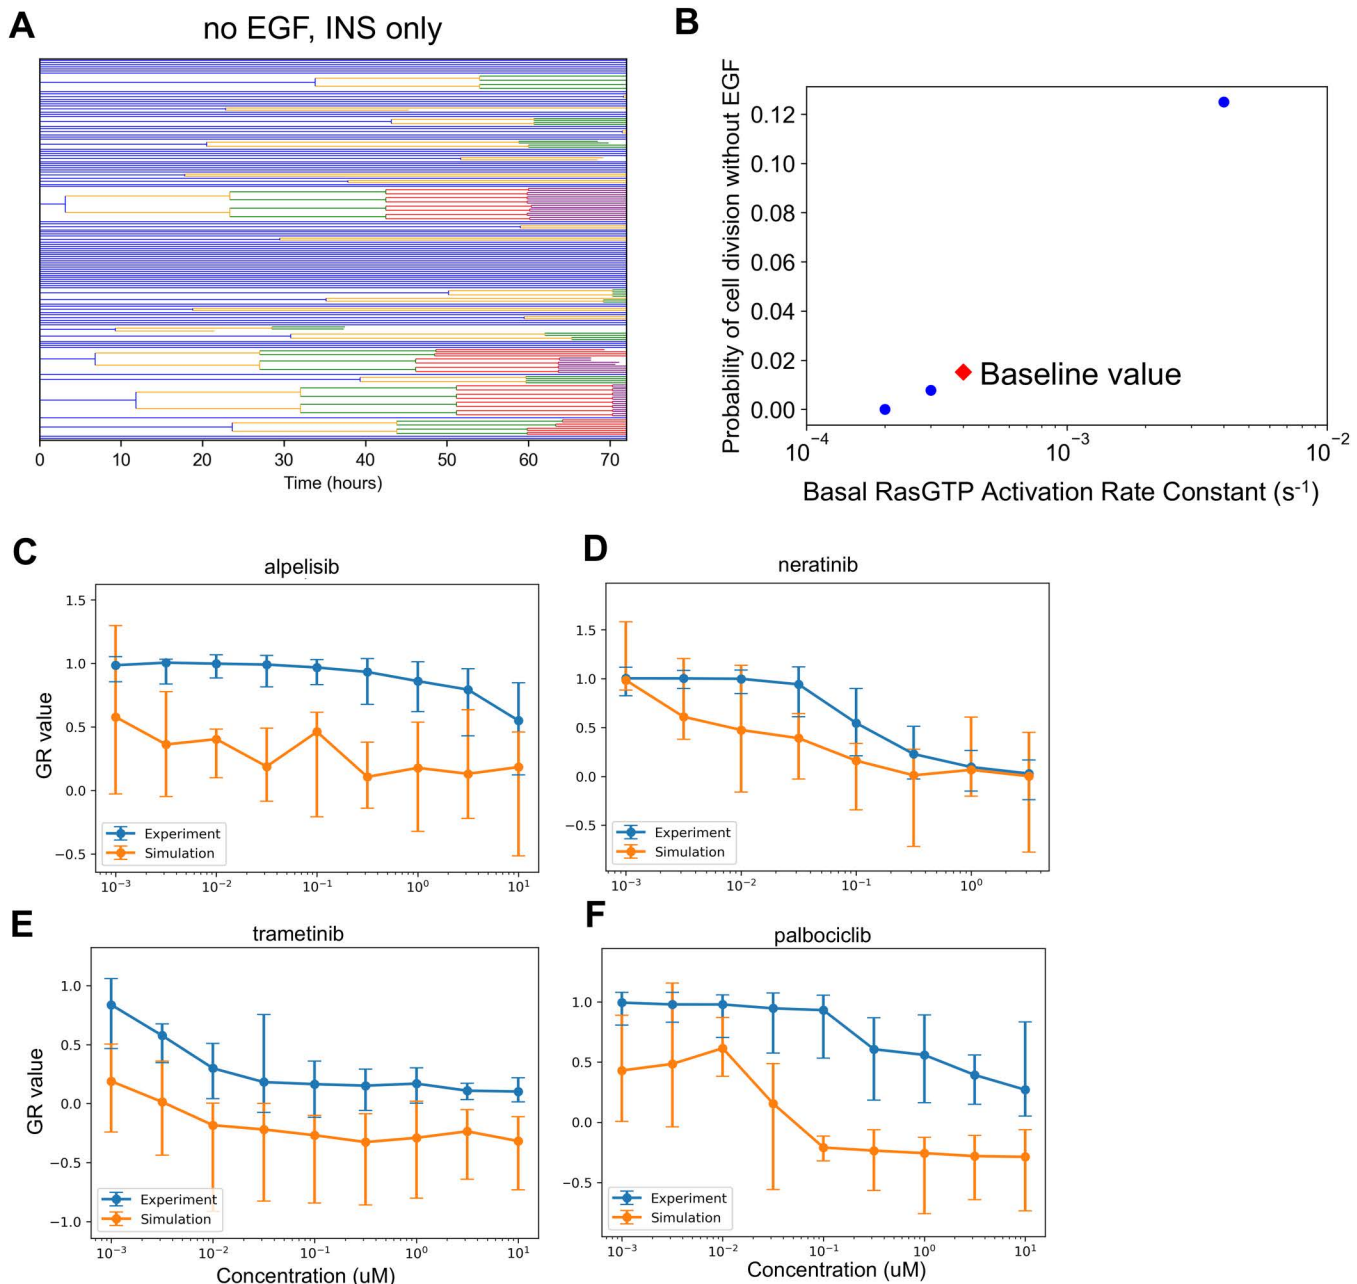 A
no EGF, INS only
0 10 20 30 40 50 60 70
Time (hours)
B
Probability of cell division without EGF
0.12
0.10
0.08
0.06
0.04
0.02
0.00
Baseline value
10⁻⁴ 10⁻³ 10⁻²
Basal RasGTP Activation Rate Constant (s⁻¹)
C
alpelisib
GR value
1.5
1.0
0.5
0.0
−0.5
Experiment
Simulation
10⁻³ 10⁻² 10⁻¹ 10⁰ 10¹
D
neratinib
1.5
1.0
0.5
0.0
−0.5
Experiment
Simulation
10⁻³ 10⁻² 10⁻¹ 10⁰
E
trametinib
GR value
1.0
0.5
0.0
−0.5
−1.0
Experiment
Simulation
10⁻³ 10⁻² 10⁻¹ 10⁰ 10¹
Concentration (uM)
F
palbociclib
1.0
0.5
0.0
−0.5
Experiment
Simulation
10⁻³ 10⁻² 10⁻¹ 10⁰ 10¹
Concentration (uM)